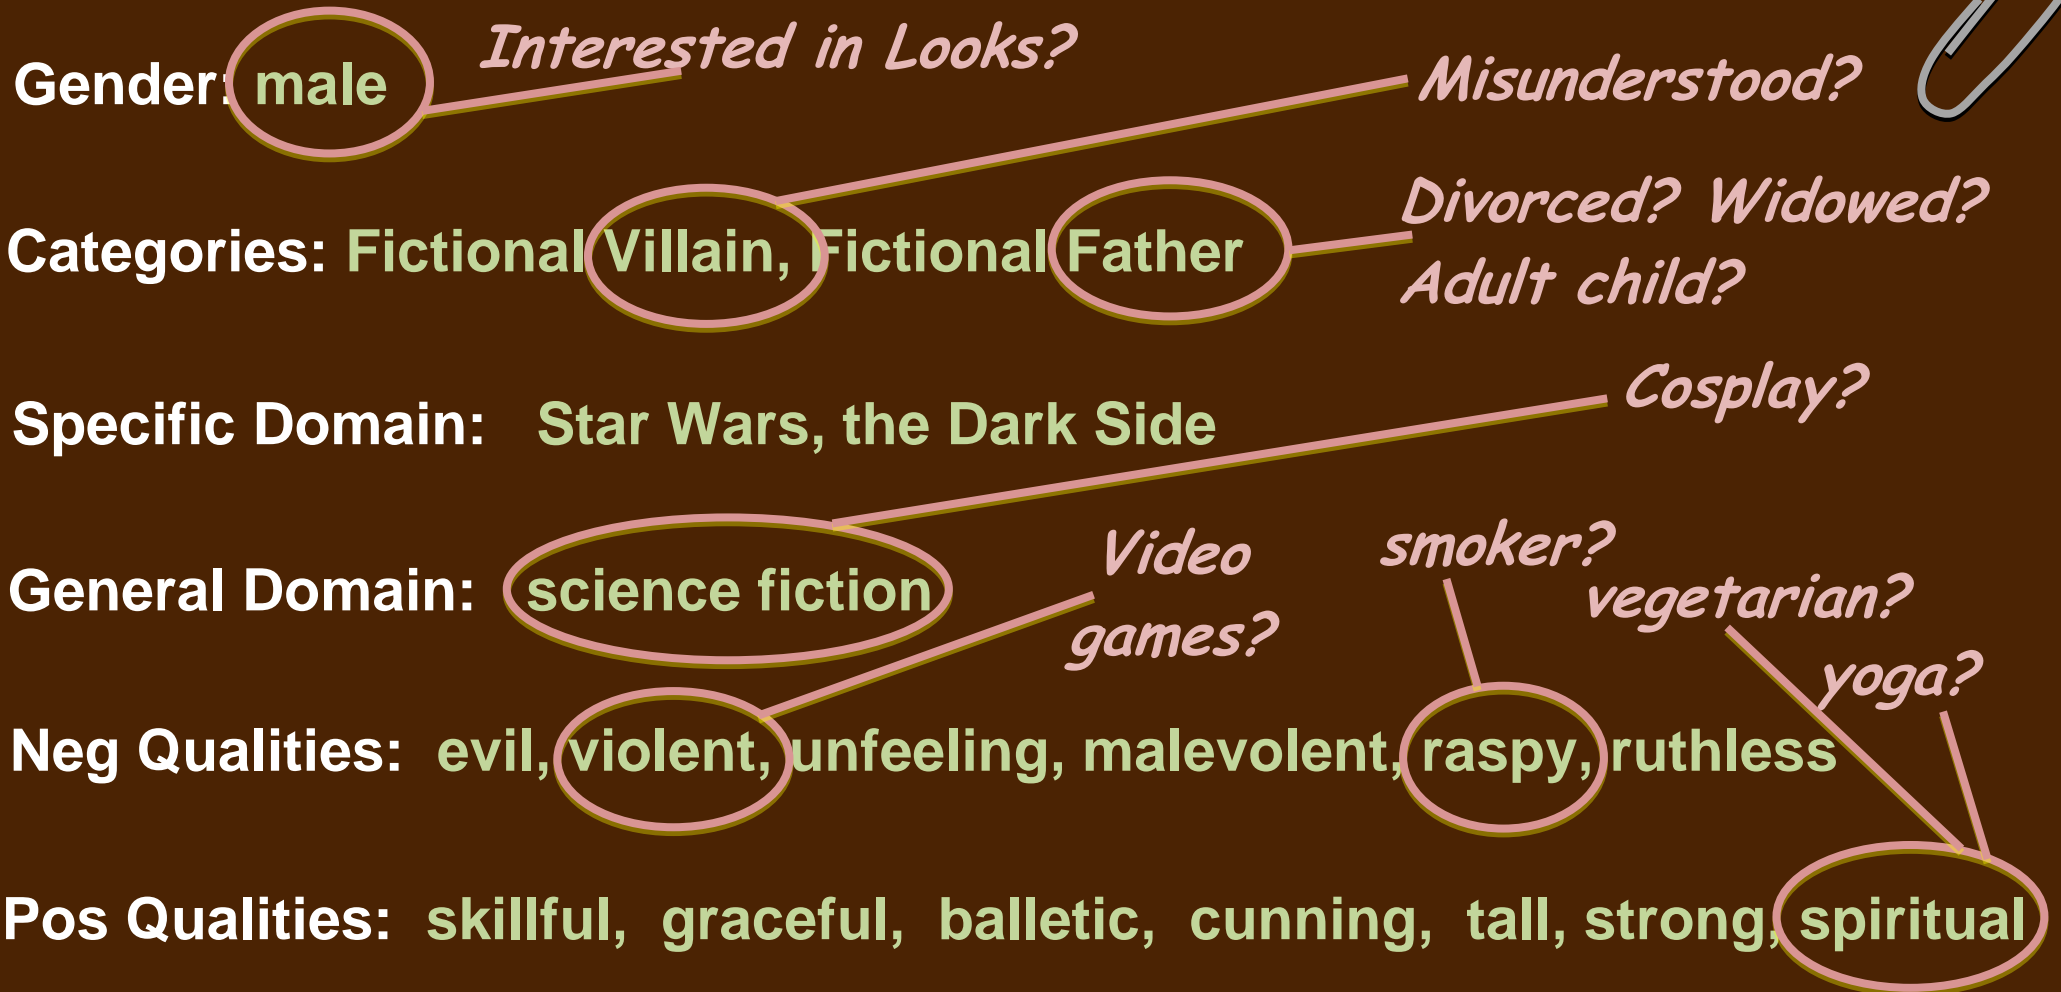 Interested in Looks?
Gender: male
Misunderstood?
Divorced? Widowed?
Categories: Fictional Villain, Fictional Father
Adult child?
Cosplay?
Specific Domain: Star Wars, the Dark Side
Video
games?
smoker?
vegetarian?
General Domain: science fiction
yoga?
Neg Qualities: evil, violent, unfeeling, malevolent, raspy, ruthless
Pos Qualities: skillful, graceful, balletic, cunning, tall, strong, spiritual